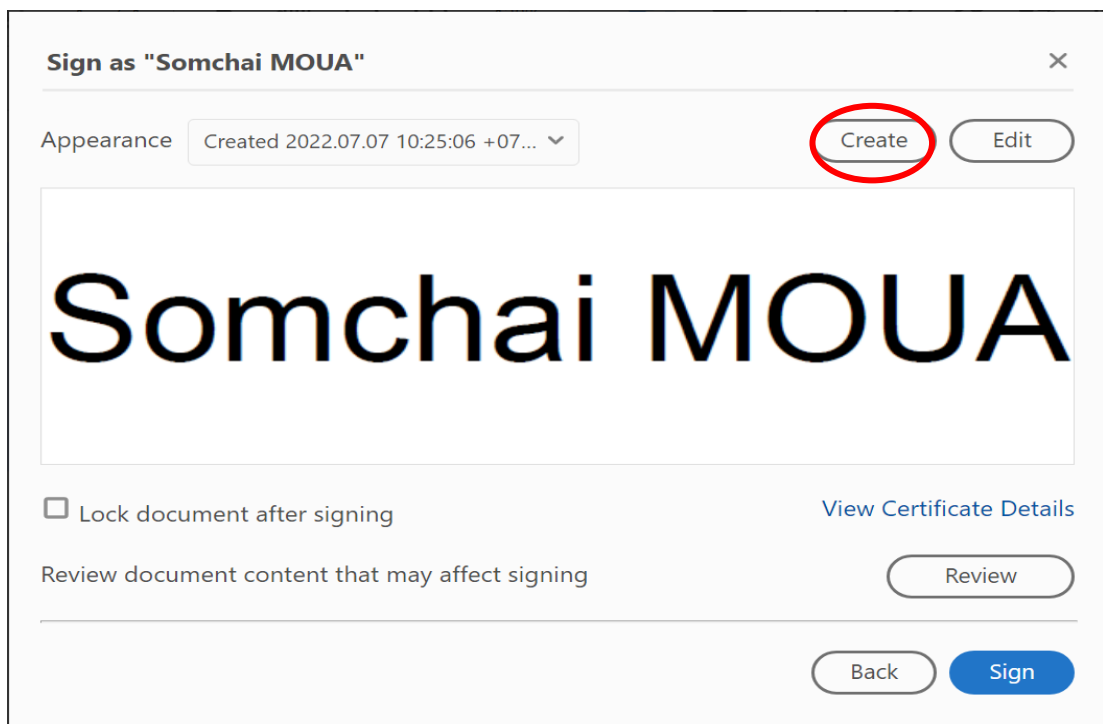 Sign as "Somchai MOUA"
Appearance Created 2022.07.07 10:25:06 +07... Create Edit
Somchai MOUA
Lock document after signing View Certificate Details
Review document content that may affect signing Review
Back Sign